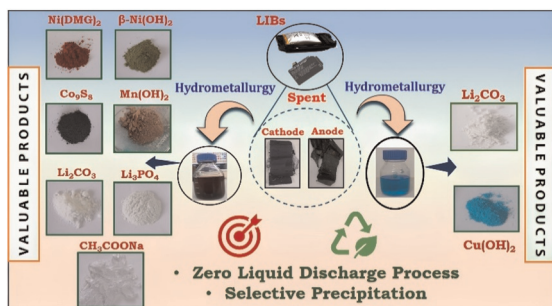 Ni(DMG)₂
β-Ni(OH)₂
LIBs
VALUABLE PRODUCTS
Hydrometallurgy
Spent
Hydrometallurgy
Co₉S₈
Mn(OH)₂
Cathode
Anode
Li₂CO₃
Li₂CO₃
Li₃PO₄
Cu(OH)₂
CH₃COONa
VALUABLE PRODUCTS
• Zero Liquid Discharge Process
• Selective Precipitation